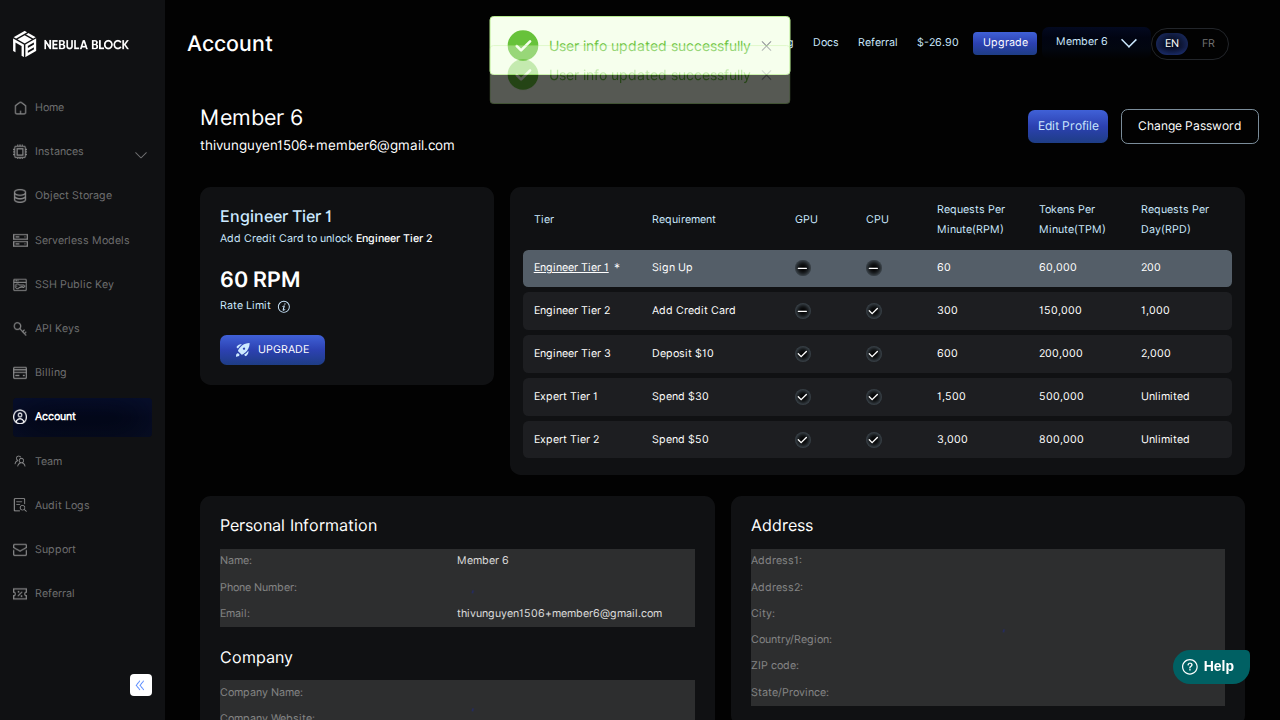 NEBULA BLOCK
Home
Instances
Object Storage
Serverless Models
SSH Public Key
API Keys
Billing
Account
Team
Audit Logs
Support
Referral
Account
User info updated successfully
User info updated successfully
Docs
Referral
$-26.90
Upgrade
Member 6
EN
FR
Member 6
thivunguyen1506+member6@gmail.com
Edit Profile
Change Password
Engineer Tier 1
Add Credit Card to unlock Engineer Tier 2
60 RPM
Rate Limit
UPGRADE
Tier Requirement GPU CPU Requests Per Minute(RPM) Tokens Per Minute(TPM) Requests Per Day(RPD)
Engineer Tier 1 * Sign Up 60 60,000 200
Engineer Tier 2 Add Credit Card 300 150,000 1,000
Engineer Tier 3 Deposit $10 600 200,000 2,000
Expert Tier 1 Spend $30 1,500 500,000 Unlimited
Expert Tier 2 Spend $50 3,000 800,000 Unlimited
Personal Information
Name: Member 6
Phone Number:
Email: thivunguyen1506+member6@gmail.com
Company
Company Name:
Company Website:
Address
Address1:
Address2:
City:
Country/Region:
ZIP code:
State/Province:
Help